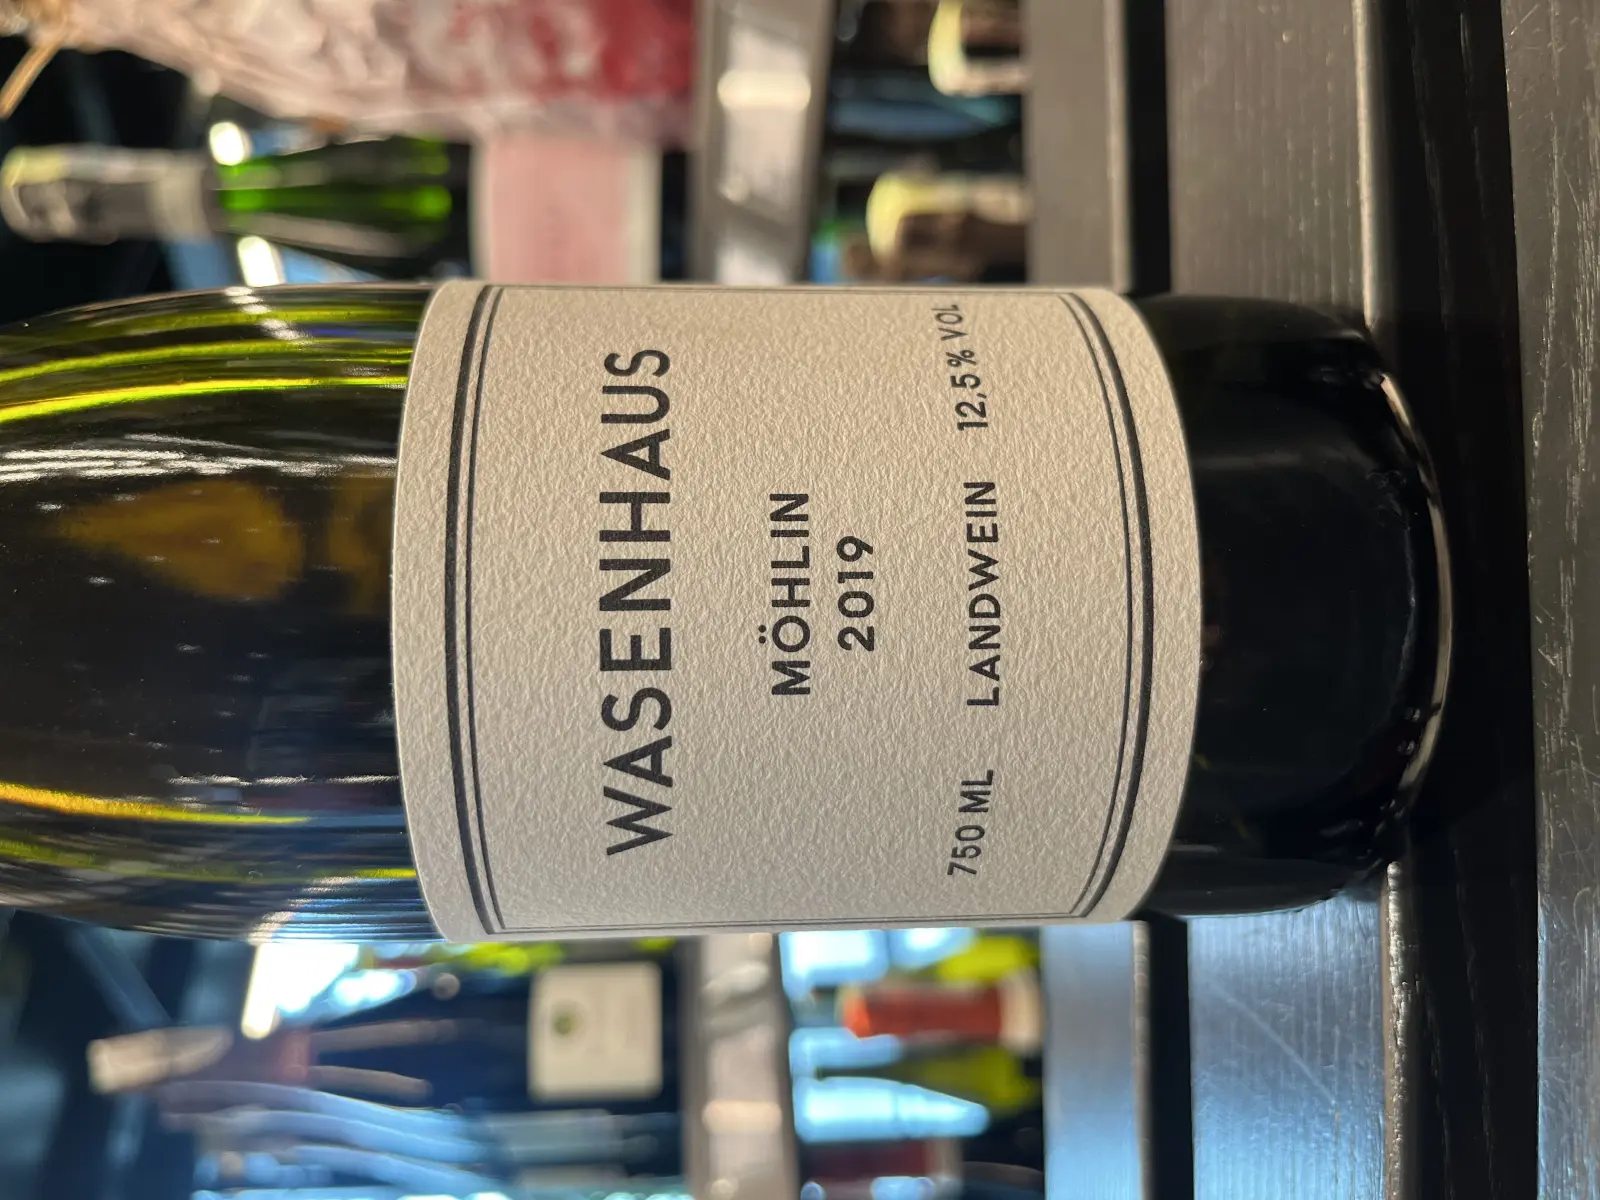 WASENHAUS
MÖHLIN
2019
750 ML LANDWEIN 12,5% VOL